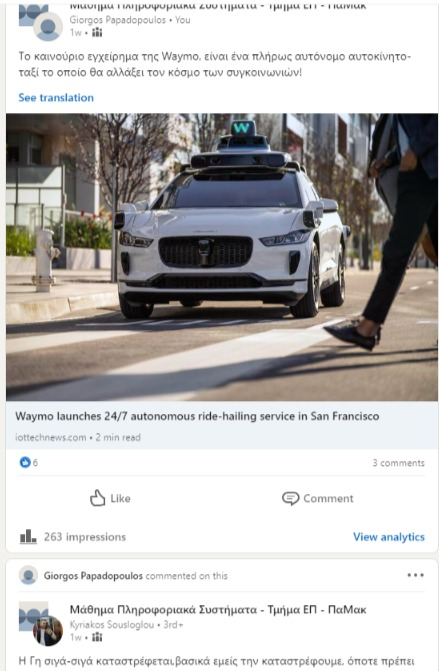 Μάθημα Πληροφοριακά Συστήματα - Τμήμα ΕΠ - ΠαΜακ
Giorgos Papadopoulos • You
1w •
Το καινούριο εγχείρημα της Waymo, είναι ένα πλήρως αυτόνομο αυτοκίνητο-
ταξί το οποίο θα αλλάξει τον κόσμο των συγκοινωνιών!
See translation
W
Waymo launches 24/7 autonomous ride-hailing service in San Francisco
iottechnews.com • 2 min read
6
3 comments
Like
Comment
263 impressions
View analytics
Giorgos Papadopoulos commented on this
Μάθημα Πληροφοριακά Συστήματα - Τμήμα ΕΠ - ΠαΜακ
Kyriakos Sousloglou • 3rd+
1w •
Η Γη σιγά-σιγά καταστρέφεται,βασικά εμείς την καταστρέφουμε, όποτε πρέπει